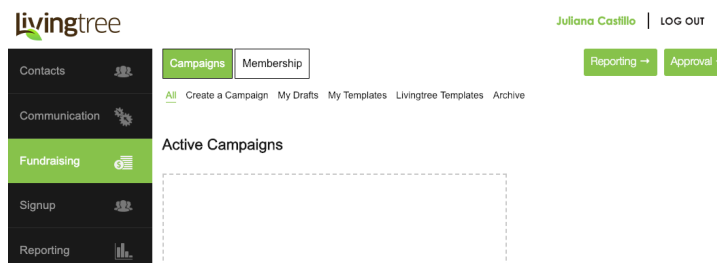 Livingtree
Juliana Castillo LOG OUT
Contacts
Communication
Fundraising
Signup
Reporting
Campaigns Membership
Reporting → Approval
All Create a Campaign My Drafts My Templates Livingtree Templates Archive
Active Campaigns